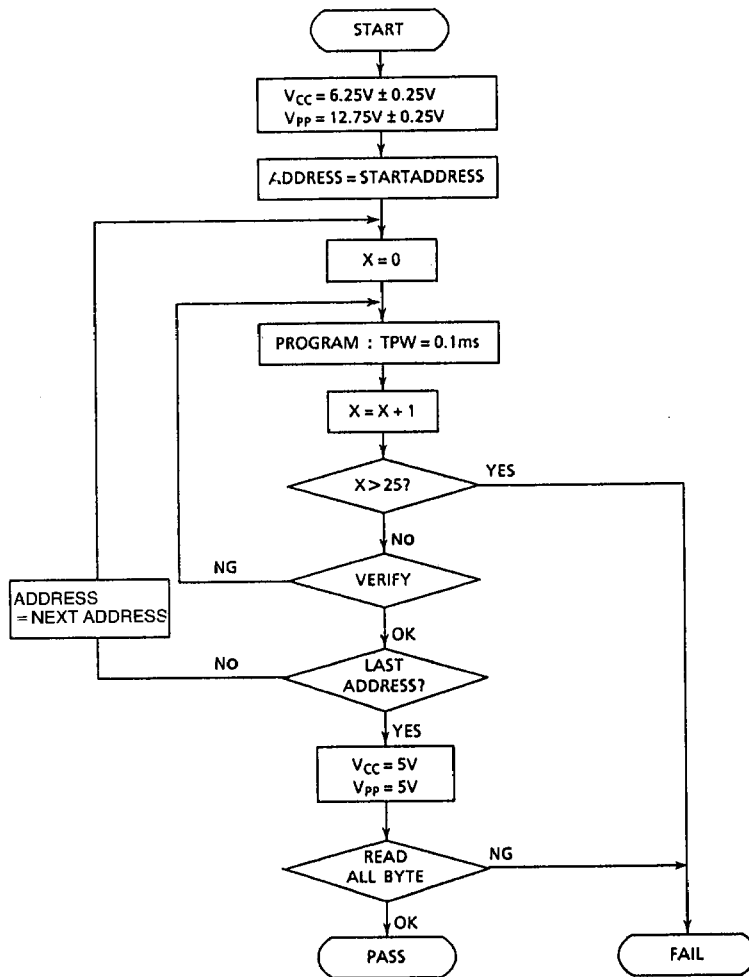 START
VCC = 6.25V ± 0.25V
VPP = 12.75V ± 0.25V
ADDRESS = STARTADDRESS
X = 0
PROGRAM : TPW = 0.1ms
X = X + 1
X > 25?
YES
NO
NG
VERIFY
ADDRESS
= NEXT ADDRESS
OK
NO
LAST
ADDRESS?
YES
VCC = 5V
VPP = 5V
READ
ALL BYTE
NG
OK
PASS
FAIL